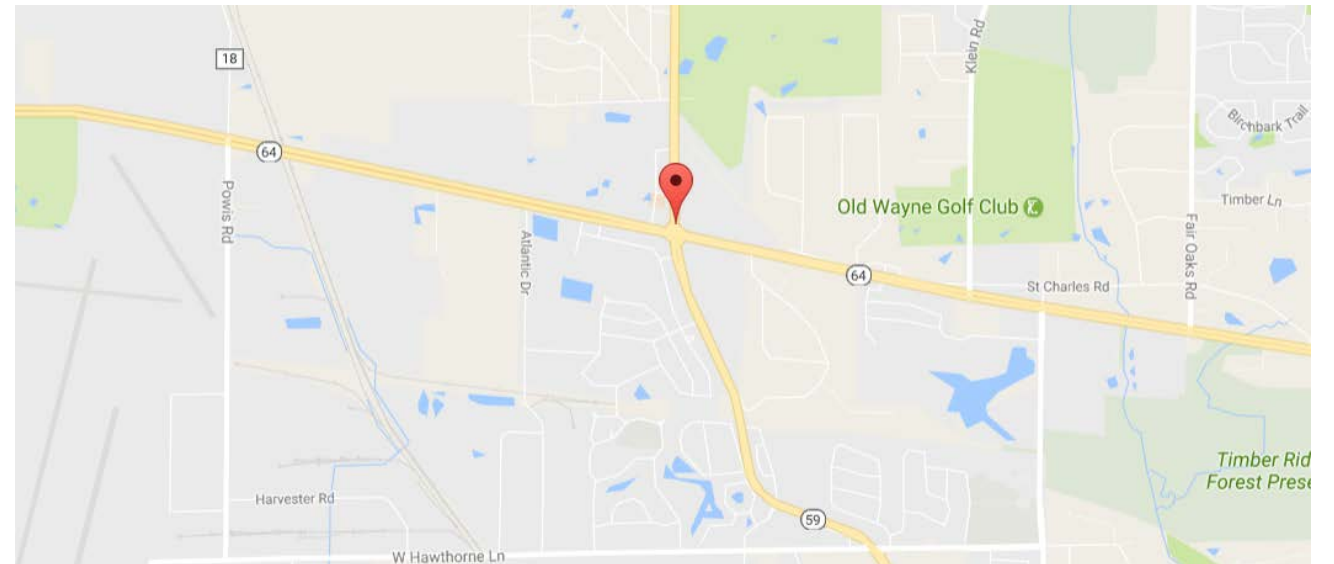 18
Klein Rd
Birchbark Trail
64
Powis Rd
Old Wayne Golf Club
Timber Ln
Fair Oaks Rd
Atlantic Dr
64
St Charles Rd
Timber Rid
Forest Prese
Harvester Rd
59
W Hawthorne Ln